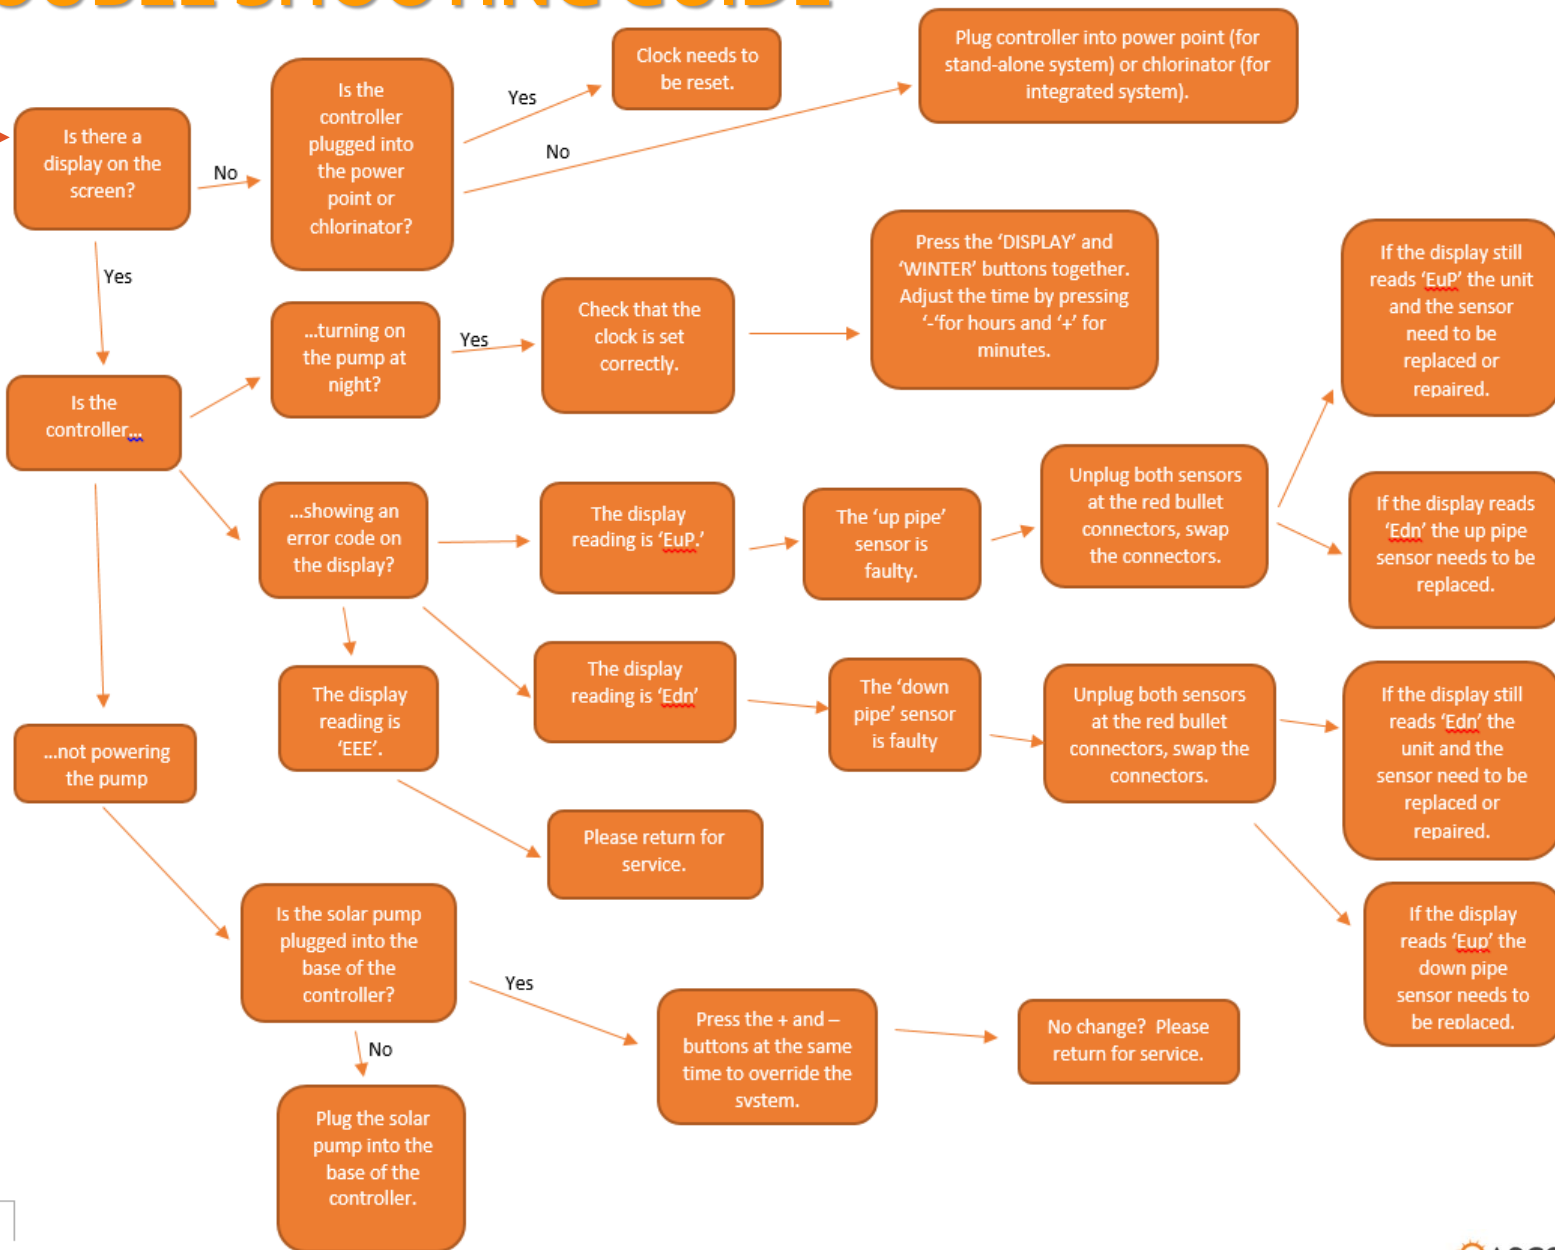 SHOOTING GUIDE
Is there a
display on the
screen?
No
Yes
Is the
controller
plugged into
the power
point or
chlorinator?
Yes
No
Clock needs to
be reset.
Plug controller into power point (for
stand-alone system) or chlorinator (for
integrated system).
Is the
controller...
...turning on
the pump at
night?
Yes
Check that the
clock is set
correctly.
Press the ‘DISPLAY’ and
‘WINTER’ buttons together.
Adjust the time by pressing
‘-‘for hours and ‘+’ for
minutes.
...showing an
error code on
the display?
The display
reading is ‘EuP.’
The ‘up pipe’
sensor is
faulty.
Unplug both sensors
at the red bullet
connectors, swap
the connectors.
If the display still
reads ‘EuP’ the unit
and the sensor
need to be
replaced or
repaired.
If the display reads
‘Edn’ the up pipe
sensor needs to be
replaced.
The display
reading is ‘Edn’
The ‘down
pipe’ sensor
is faulty
Unplug both sensors
at the red bullet
connectors, swap the
connectors.
If the display still
reads ‘Edn’ the
unit and the
sensor need to be
replaced or
repaired.
If the display
reads ‘Eup’ the
down pipe
sensor needs to
be replaced.
The display
reading is
‘EEE’.
Please return for
service.
...not powering
the pump
Is the solar pump
plugged into the
base of the
controller?
Yes
No
Press the + and –
buttons at the same
time to override the
system.
No change?  Please
return for service.
Plug the solar
pump into the
base of the
controller.